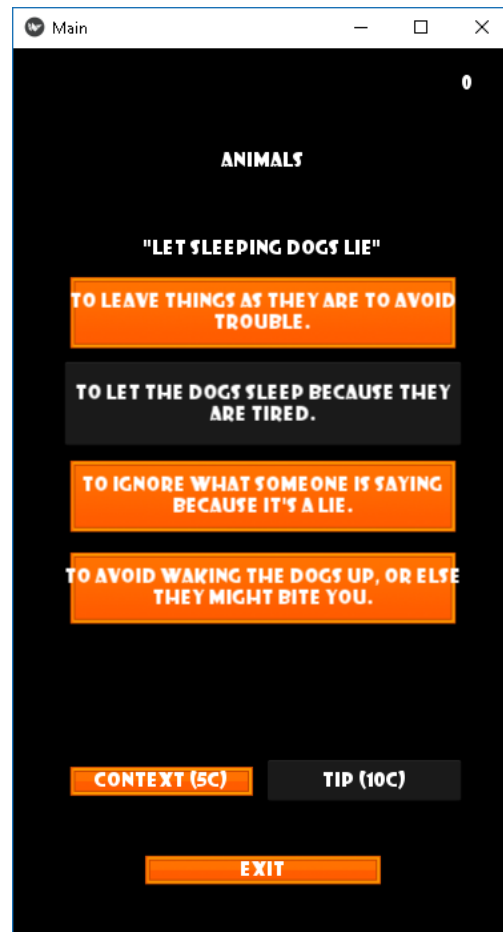 Main
0
ANIMALS
"LET SLEEPING DOGS LIE"
TO LEAVE THINGS AS THEY ARE TO AVOID
TROUBLE.
TO LET THE DOGS SLEEP BECAUSE THEY
ARE TIRED.
TO IGNORE WHAT SOMEONE IS SAYING
BECAUSE IT'S A LIE.
TO AVOID WAKING THE DOGS UP, OR ELSE
THEY MIGHT BITE YOU.
CONTEXT (5C) TIP (10C)
EXIT